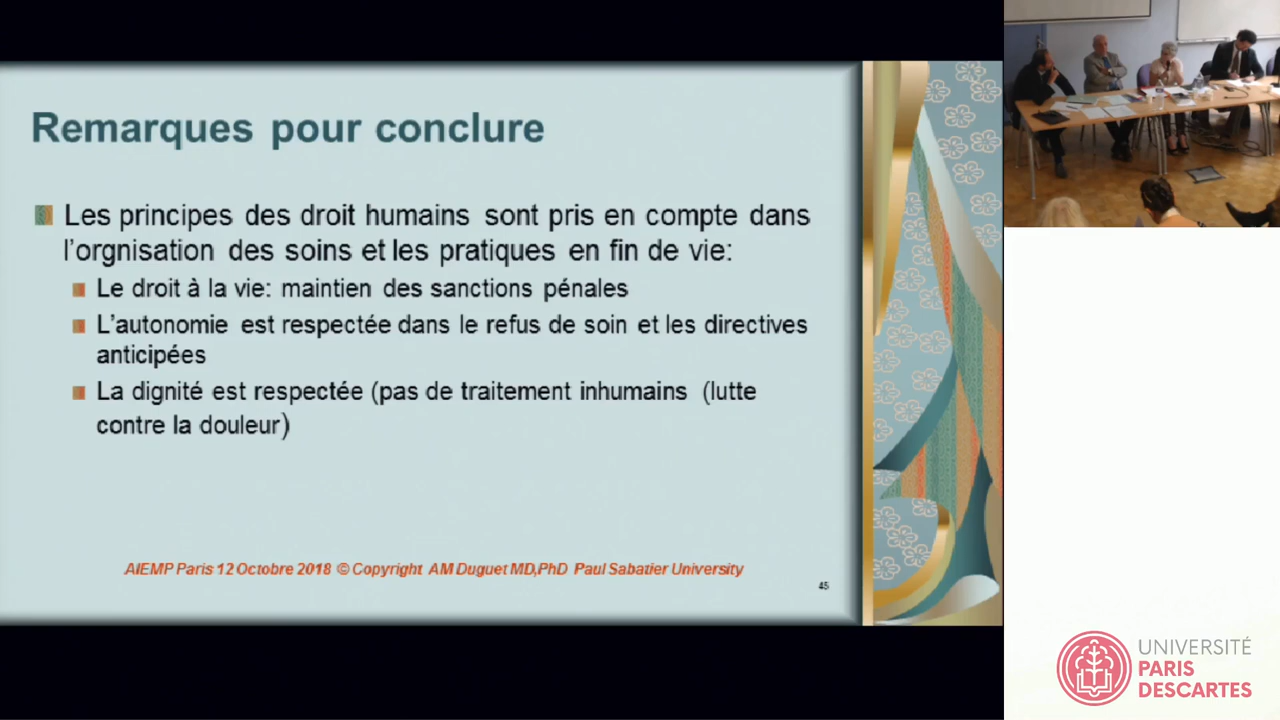 Remarques pour conclure
Les principes des droit humains sont pris en compte dans
l'orgnisation des soins et les pratiques en fin de vie:
Le droit à la vie: maintien des sanctions pénales
L'autonomie est respectée dans le refus de soin et les directives
anticipées
La dignité est respectée (pas de traitement inhumains (lutte
contre la douleur)
AIEMP Paris 12 Octobre 2018 © Copyright AM Duguet MD,PhD Paul Sabatier University
45
UNIVERSITÉ
PARIS
DESCARTES